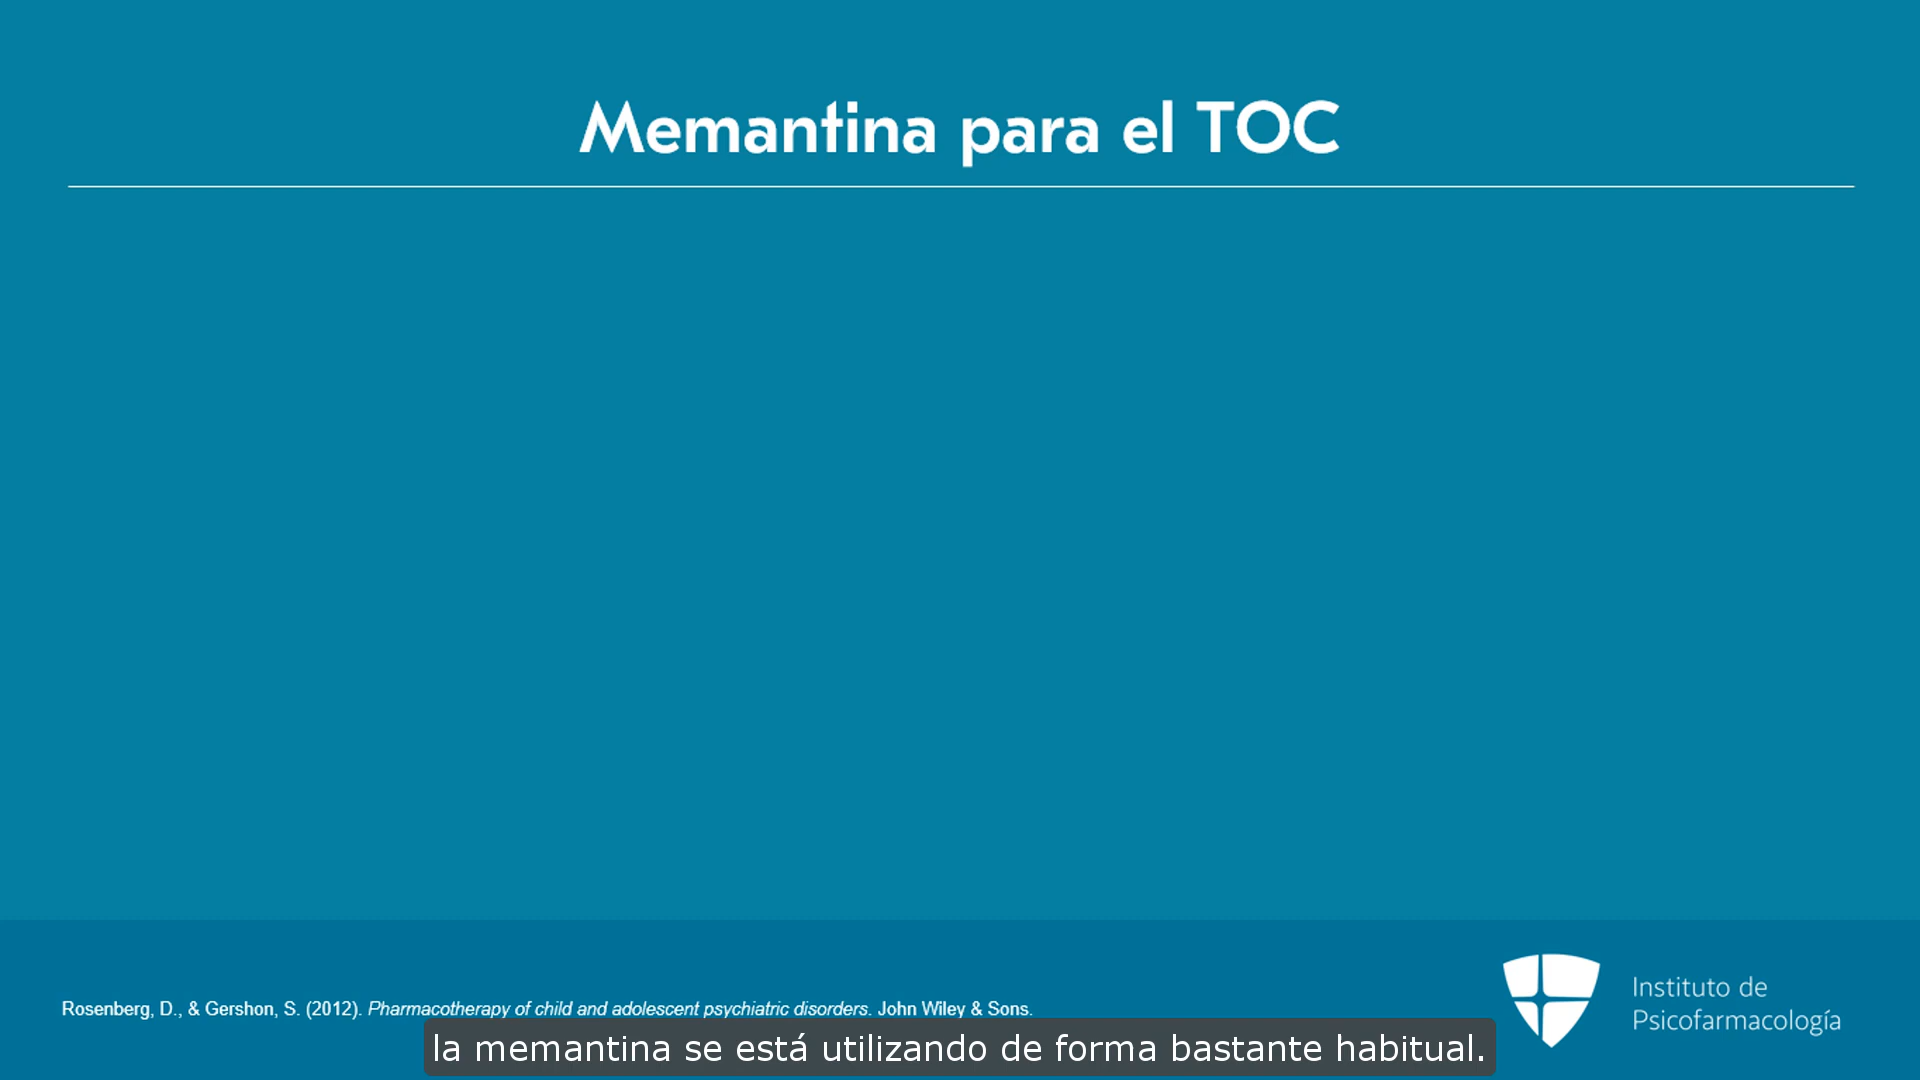 Memantina para el TOC
Rosenberg, D., & Gershon, S. (2012). Pharmacotherapy of child and adolescent psychiatric disorders. John Wiley & Sons.
Instituto de
Psicofarmacología
la memantina se está utilizando de forma bastante habitual.